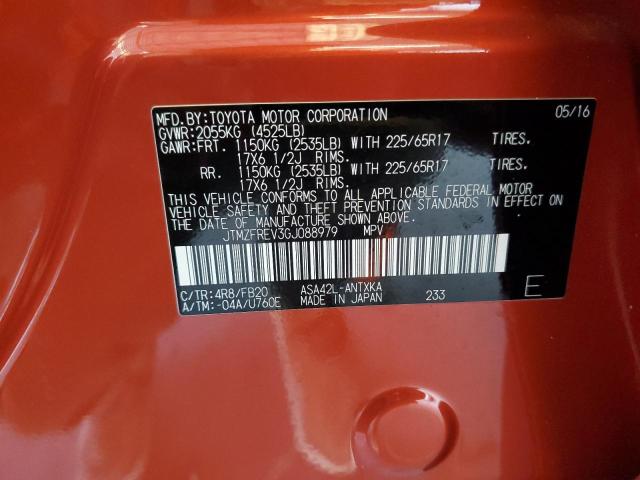 MFD.BY:TOYOTA MOTOR CORPORATION 05/16
GVWR:2055KG (4525LB)
GAWR:FRT. 1150KG (2535LB) WITH 225/65R17 TIRES.
17X6 1/2J RIMS.
RR. 1150KG (2535LB) WITH 225/65R17 TIRES.
17X6 1/2J RIMS.
THIS VEHICLE CONFORMS TO ALL APPLICABLE FEDERAL MOTOR
VEHICLE SAFETY AND THEFT PREVENTION STANDARDS IN EFFECT ON
THE DATE OF MANUFACTURE SHOWN ABOVE.
JTMZFREV3GJ088979 MPV
C/TR:4R8/FB20 ASA42L-ANTXKA
A/TM:-04A/U760E MADE IN JAPAN 233 E